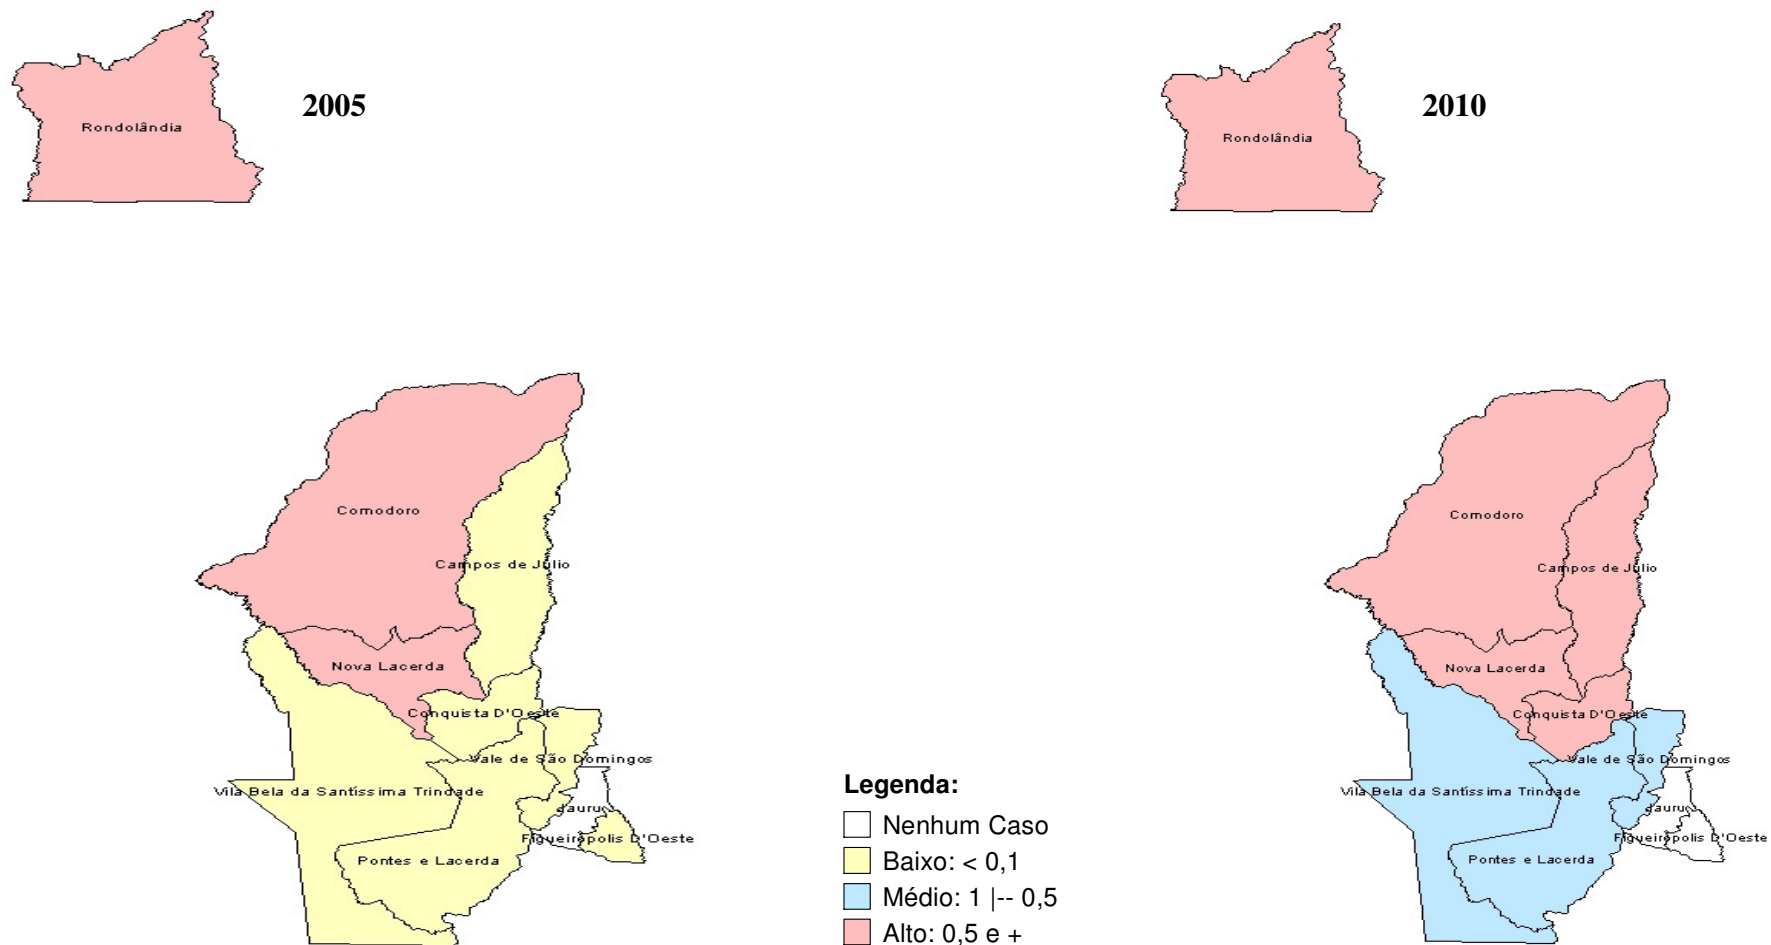 2005
Rondolândia
Comodoro
Campos de Júlio
Nova Lacerda
Conquista D'Oeste
Vale de São Domingos
Vila Bela da Santíssima Trindade
Jauru
Figueirópolis D'Oeste
Pontes e Lacerda
Legenda:
Nenhum Caso
Baixo: < 0,1
Médio: 1 |-- 0,5
Alto: 0,5 e +
2010
Rondolândia
Comodoro
Campos de Júlio
Nova Lacerda
Conquista D'Oeste
Vale de São Domingos
Vila Bela da Santíssima Trindade
Jauru
Figueirópolis D'Oeste
Pontes e Lacerda